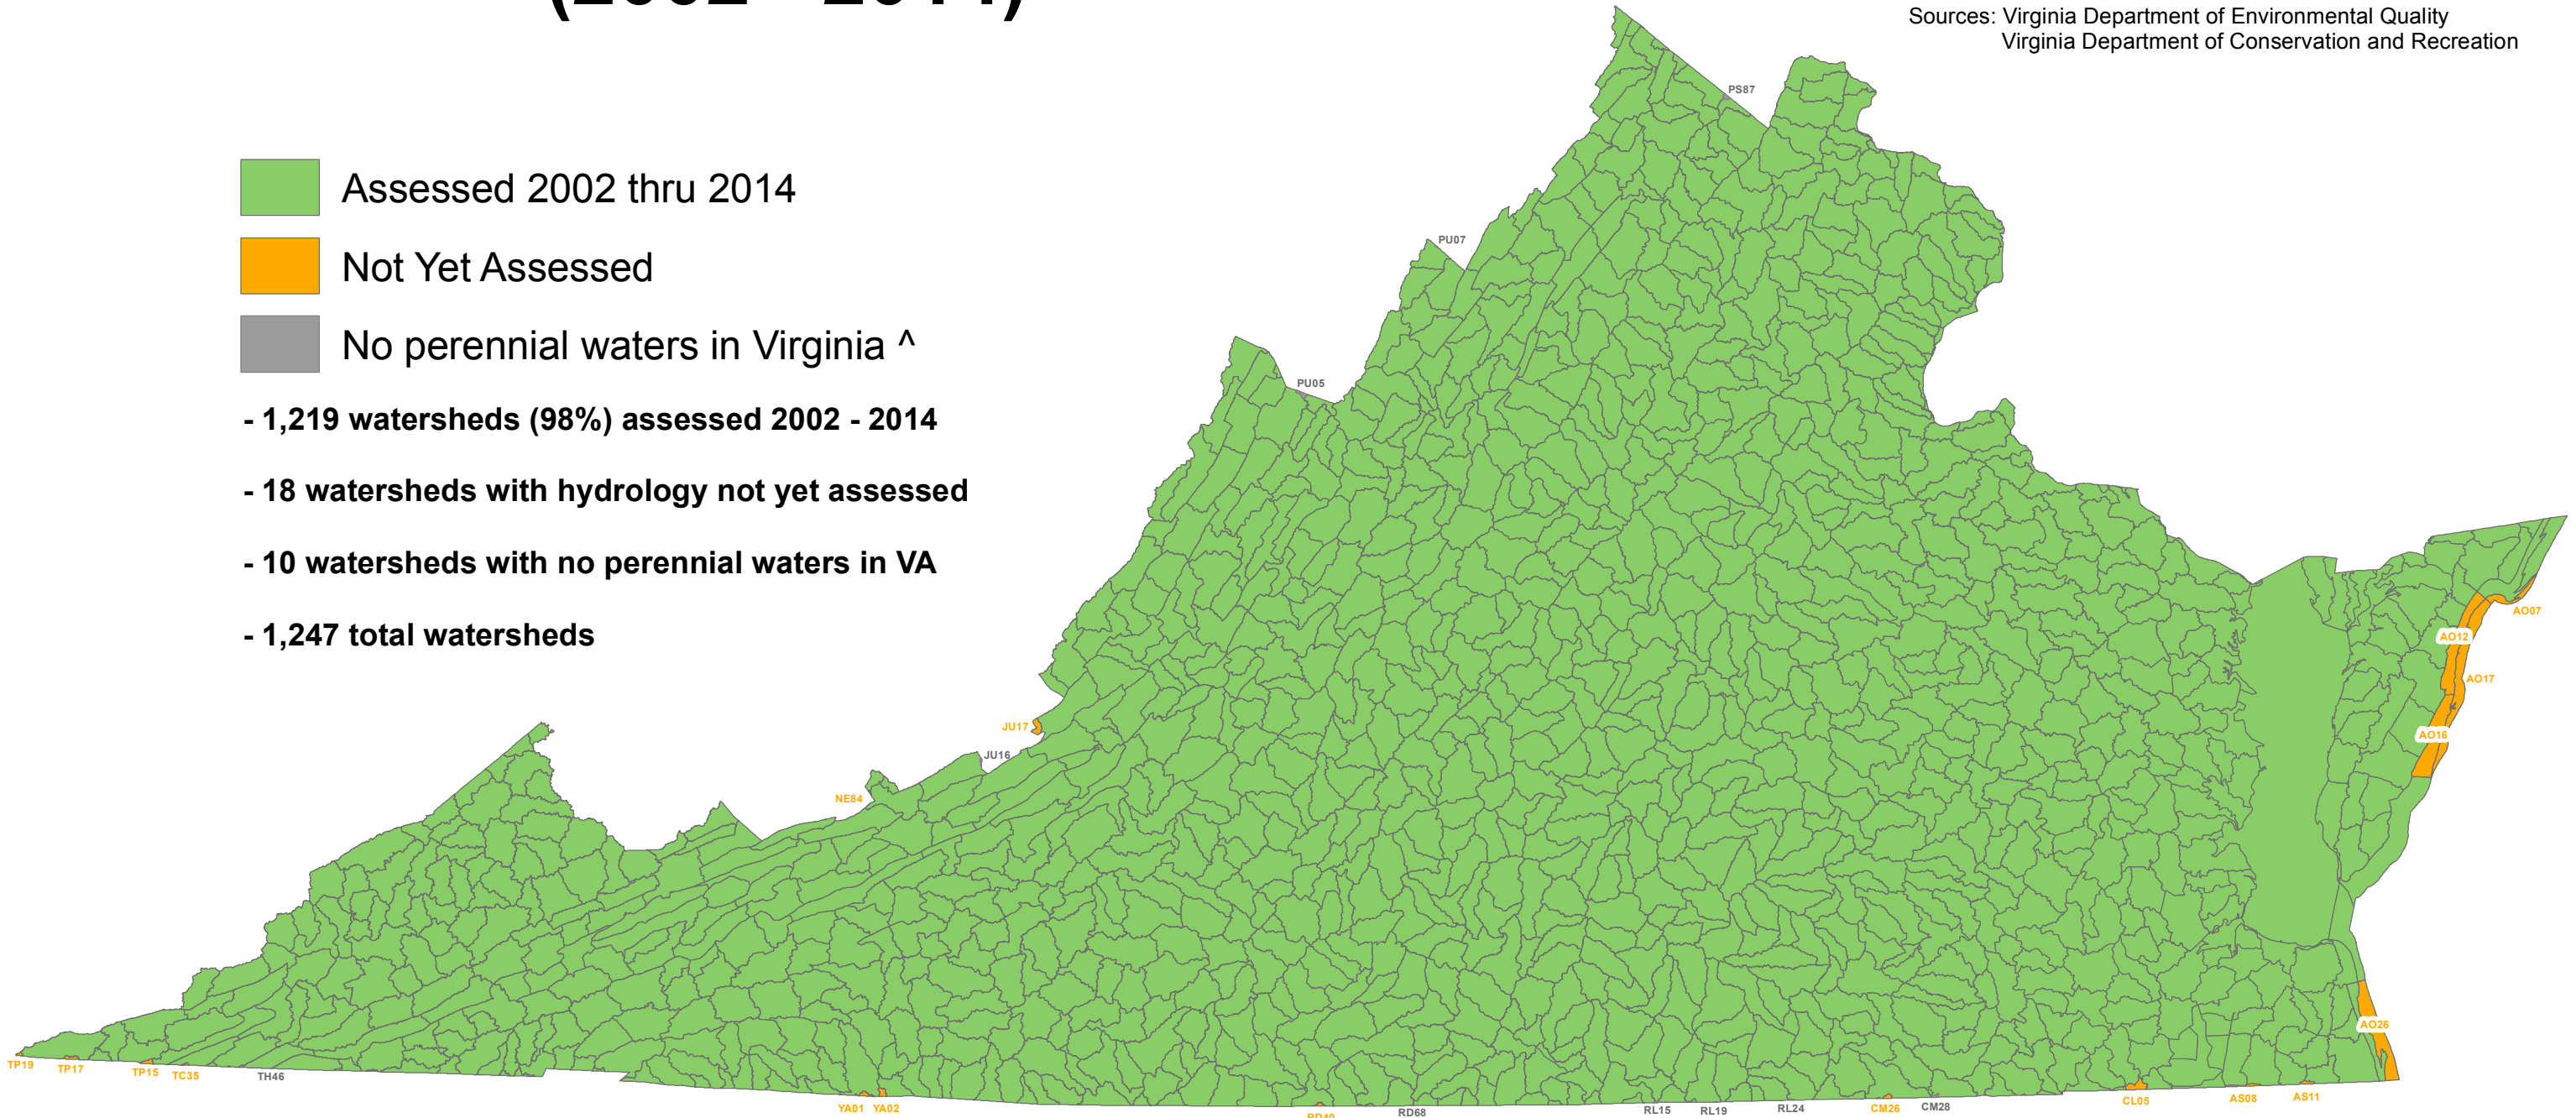 Sources: Virginia Department of Environmental Quality
Virginia Department of Conservation and Recreation
PS87
Assessed 2002 thru 2014
PU07
Not Yet Assessed
No perennial waters in Virginia ^
PU05
- 1,219 watersheds (98%) assessed 2002 - 2014
- 18 watersheds with hydrology not yet assessed
- 10 watersheds with no perennial waters in VA
- 1,247 total watersheds
AO07
AO12
AO17
JU17
AO16
JU16
NE84
AO26
TP19
TP17
TP15
TC35
TH46
YA01
YA02
RD68
RL15
RL19
RL24
CM26
CM28
CL05
AS08
AS11